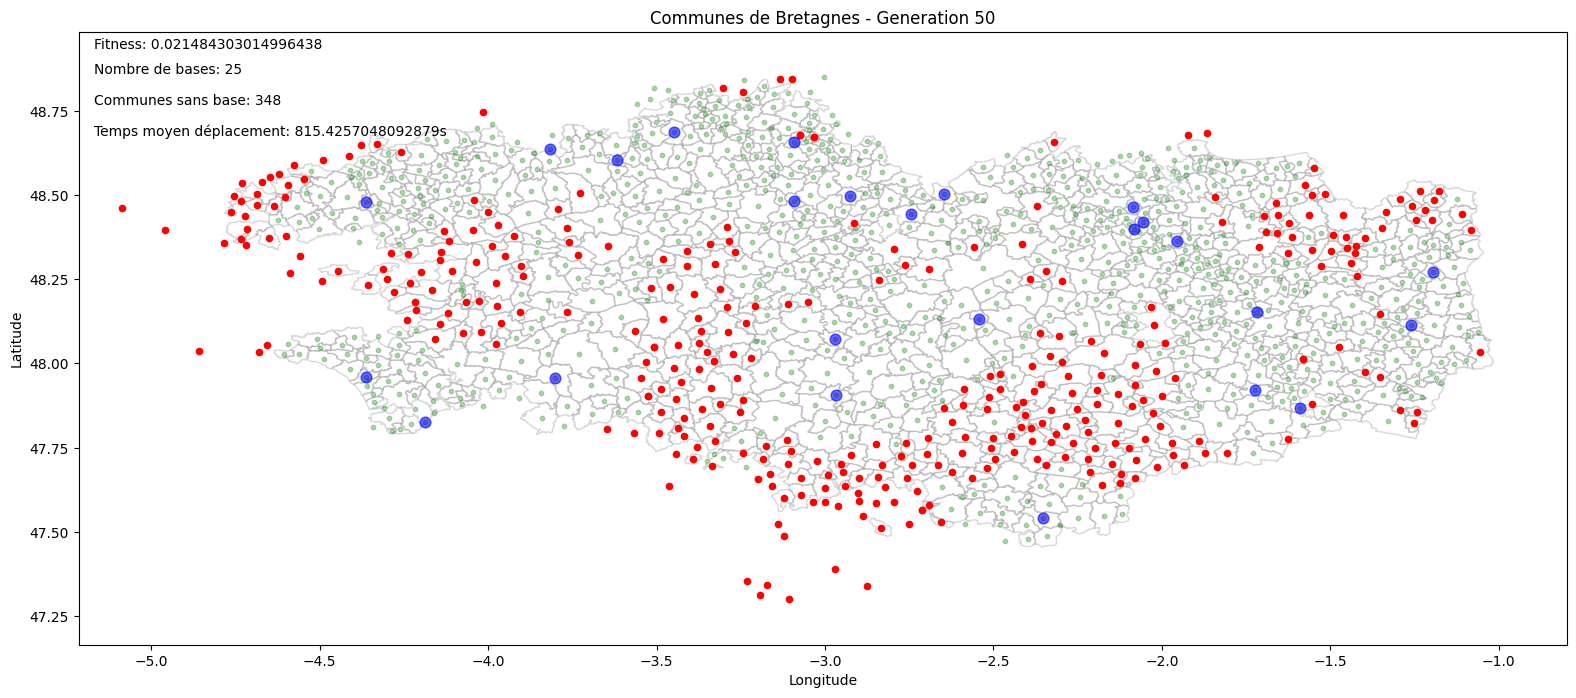 Communes de Bretagnes - Generation 50
Fitness: 0.021484303014996438
Nombre de bases: 25
Communes sans base: 348
Temps moyen déplacement: 815.4257048092879s
Latitude
48.75
48.50
48.25
48.00
47.75
47.50
47.25
−5.0 −4.5 −4.0 −3.5 −3.0 −2.5 −2.0 −1.5 −1.0
Longitude